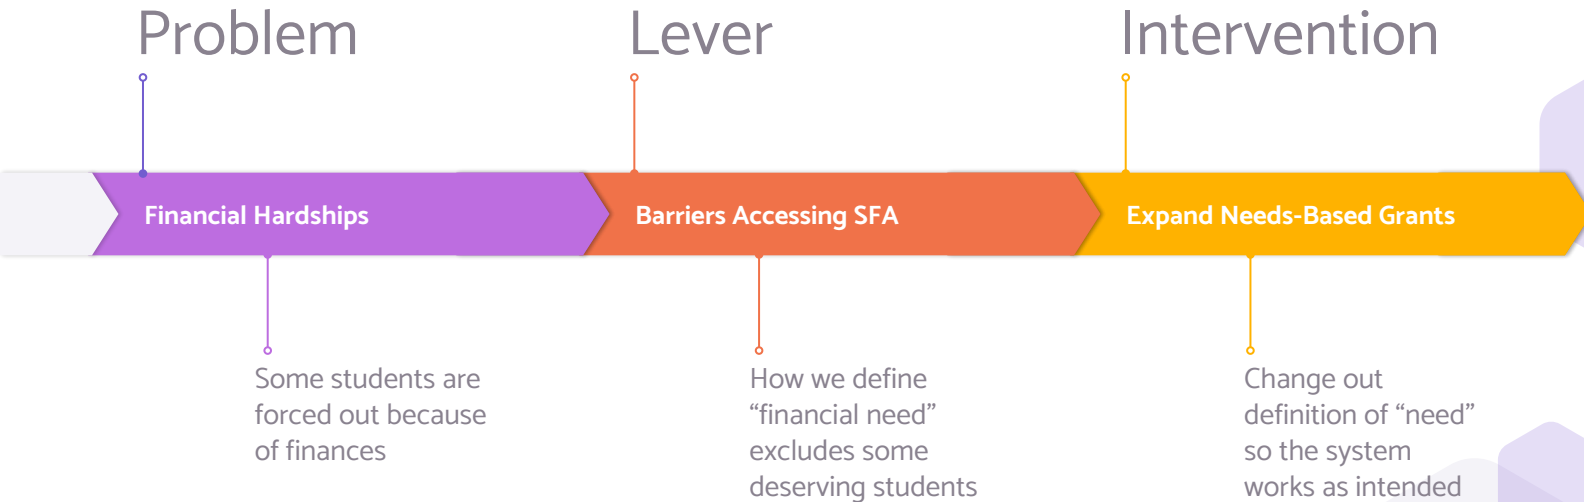 Problem
Lever
Intervention
Financial Hardships
Barriers Accessing SFA
Expand Needs-Based Grants
Some students are
forced out because
of finances
How we define
“financial need”
excludes some
deserving students
Change out
definition of “need”
so the system
works as intended